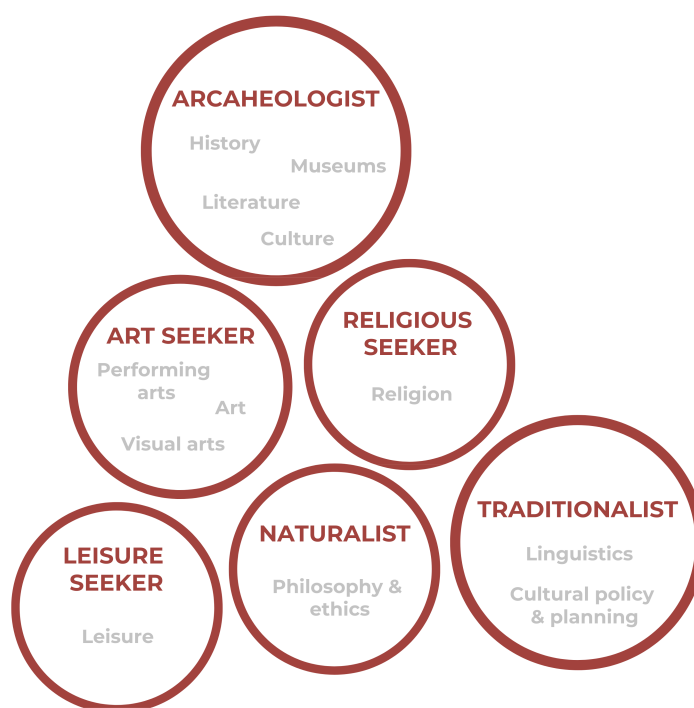 ARCAHEOLOGIST
History
Museums
Literature
Culture
ART SEEKER
Performing
arts
Art
Visual arts
RELIGIOUS
SEEKER
Religion
LEISURE
SEEKER
Leisure
NATURALIST
Philosophy &
ethics
TRADITIONALIST
Linguistics
Cultural policy
& planning